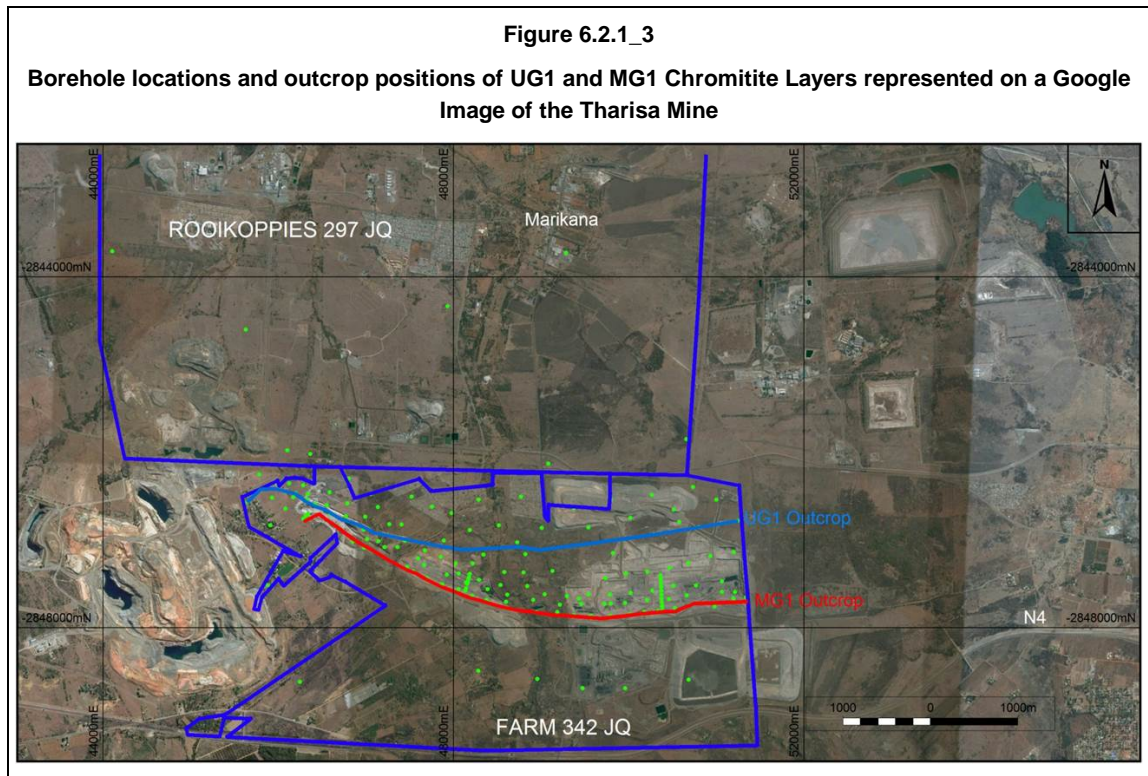 Figure 6.2.1_3
Borehole locations and outcrop positions of UG1 and MG1 Chromitite Layers represented on a Google
Image of the Tharisa Mine
44000mE
48000mE
52000mE
N
ROOIKOPPIES 297 JQ
Marikana
-2844000mN
UG1 Outcrop
MG1 Outcrop
-2848000mN
N4
1000 0 1000m
FARM 342 JQ
44000mE
48000mE
52000mE